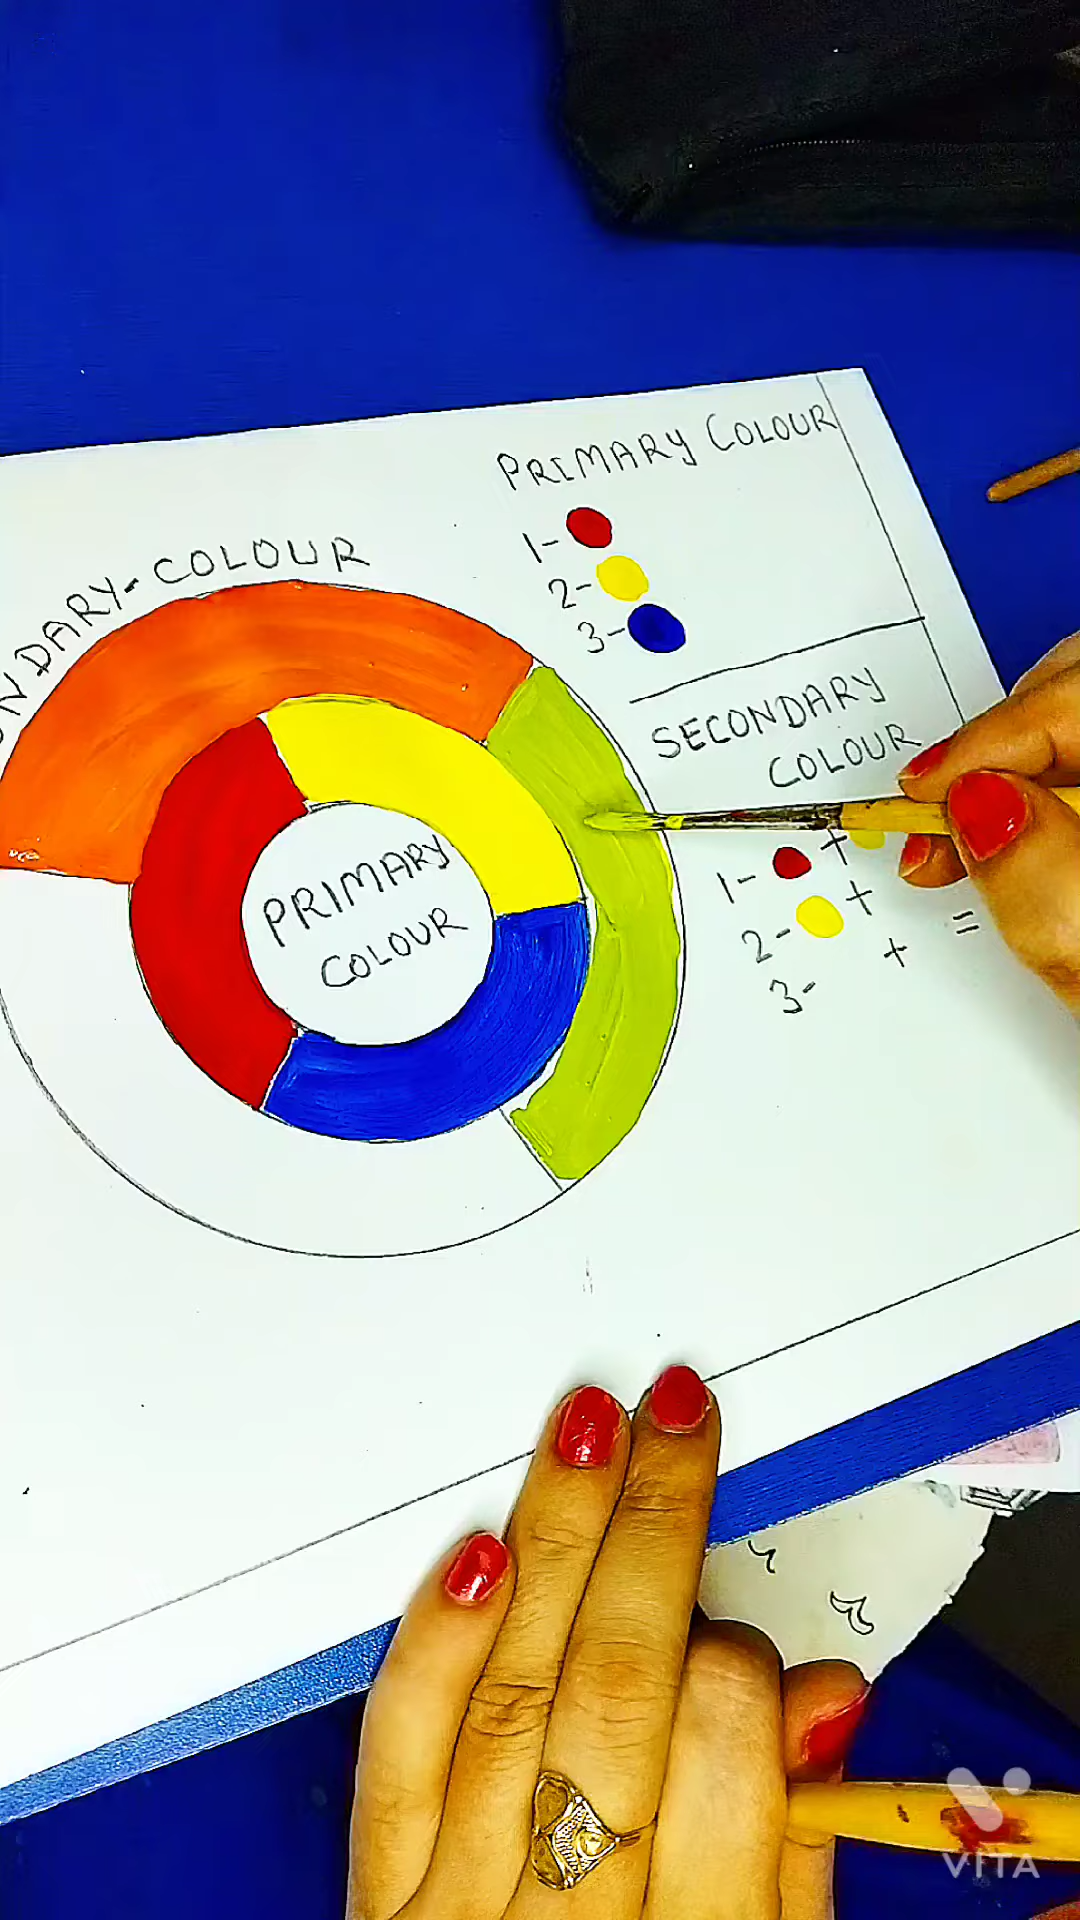 PRIMARY COLOUR
1-
2-
3-
NDARY-COLOUR
PRIMARY
COLOUR
SECONDARY
COLOUR
1- +
2- +
3- + =
VITA